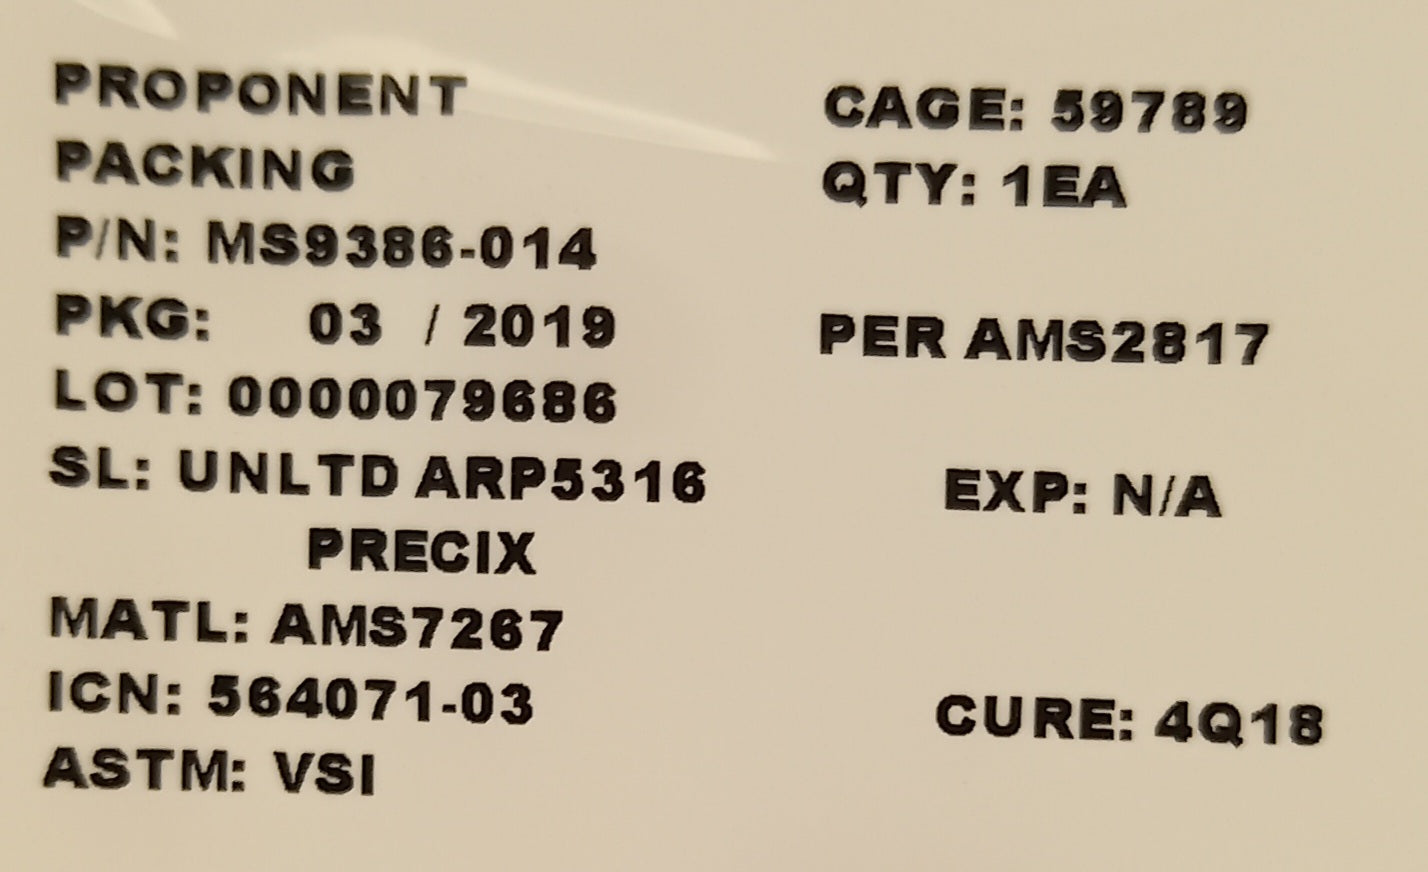 PROPONENT CAGE: 59789
PACKING QTY: 1EA
P/N: MS9386-014
PKG: 03 / 2019 PER AMS2817
LOT: 0000079686
SL: UNLTD ARP5316 EXP: N/A
PRECIX
MATL: AMS7267
ICN: 564071-03 CURE: 4Q18
ASTM: VSI